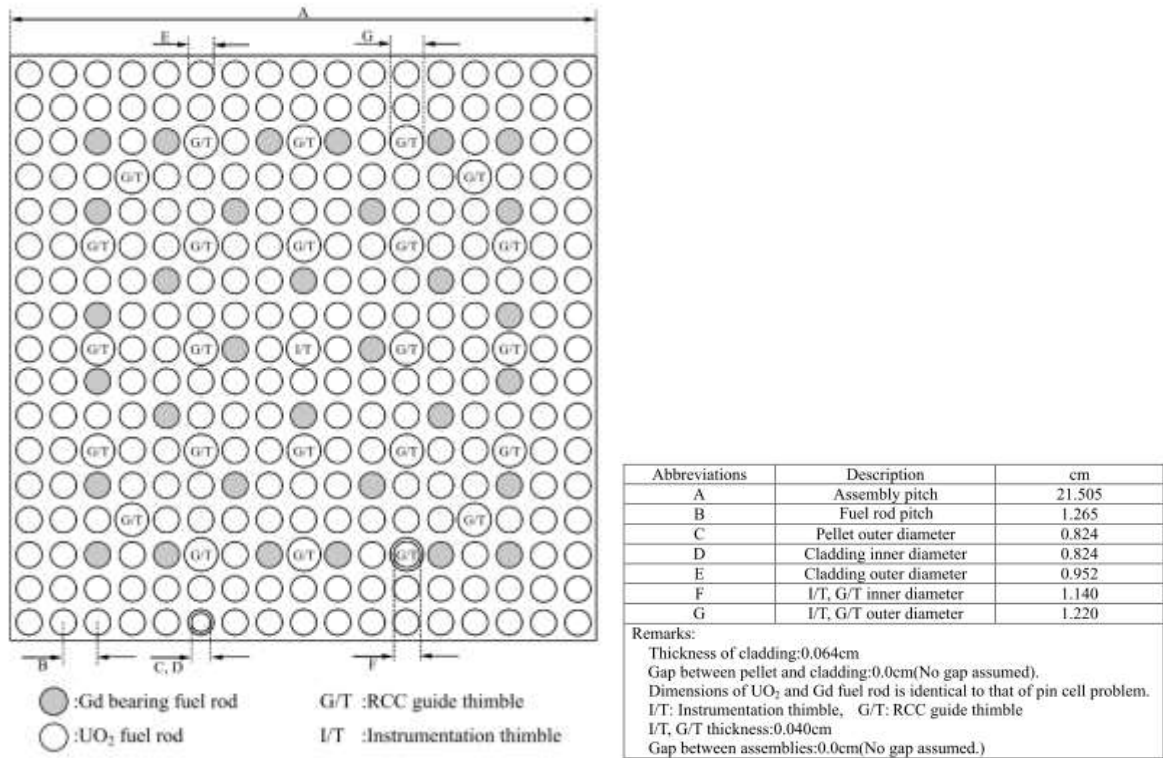 A
E
G
G/T G/T G/T
G/T G/T
G/T G/T G/T G/T G/T
G/T G/T I/T G/T G/T
G/T G/T G/T G/T G/T
G/T G/T
G/T G/T G/T
B
C, D
F
:Gd bearing fuel rod
G/T :RCC guide thimble
:UO₂ fuel rod
I/T :Instrumentation thimble
Abbreviations Description cm
A Assembly pitch 21.505
B Fuel rod pitch 1.265
C Pellet outer diameter 0.824
D Cladding inner diameter 0.824
E Cladding outer diameter 0.952
F I/T, G/T inner diameter 1.140
G I/T, G/T outer diameter 1.220
Remarks:
Thickness of cladding:0.064cm
Gap between pellet and cladding:0.0cm(No gap assumed).
Dimensions of UO₂ and Gd fuel rod is identical to that of pin cell problem.
I/T: Instrumentation thimble, G/T: RCC guide thimble
I/T, G/T thickness:0.040cm
Gap between assemblies:0.0cm(No gap assumed.)